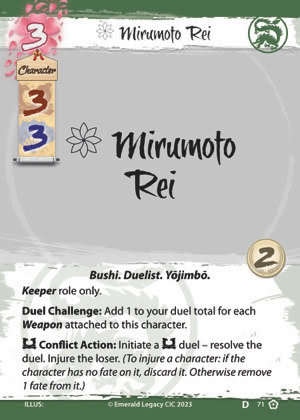 3
Mirumoto Rei
Character
3
3
Mirumoto
Rei
2
Bushi. Duelist. Yōjimbō.
Keeper role only.
Duel Challenge: Add 1 to your duel total for each
Weapon attached to this character.
Conflict Action: Initiate a duel – resolve the
duel. Injure the loser. (To injure a character: if the
character has no fate on it, discard it. Otherwise remove
1 fate from it.)
ILLUS: © Emerald Legacy CIC 2023 D 71